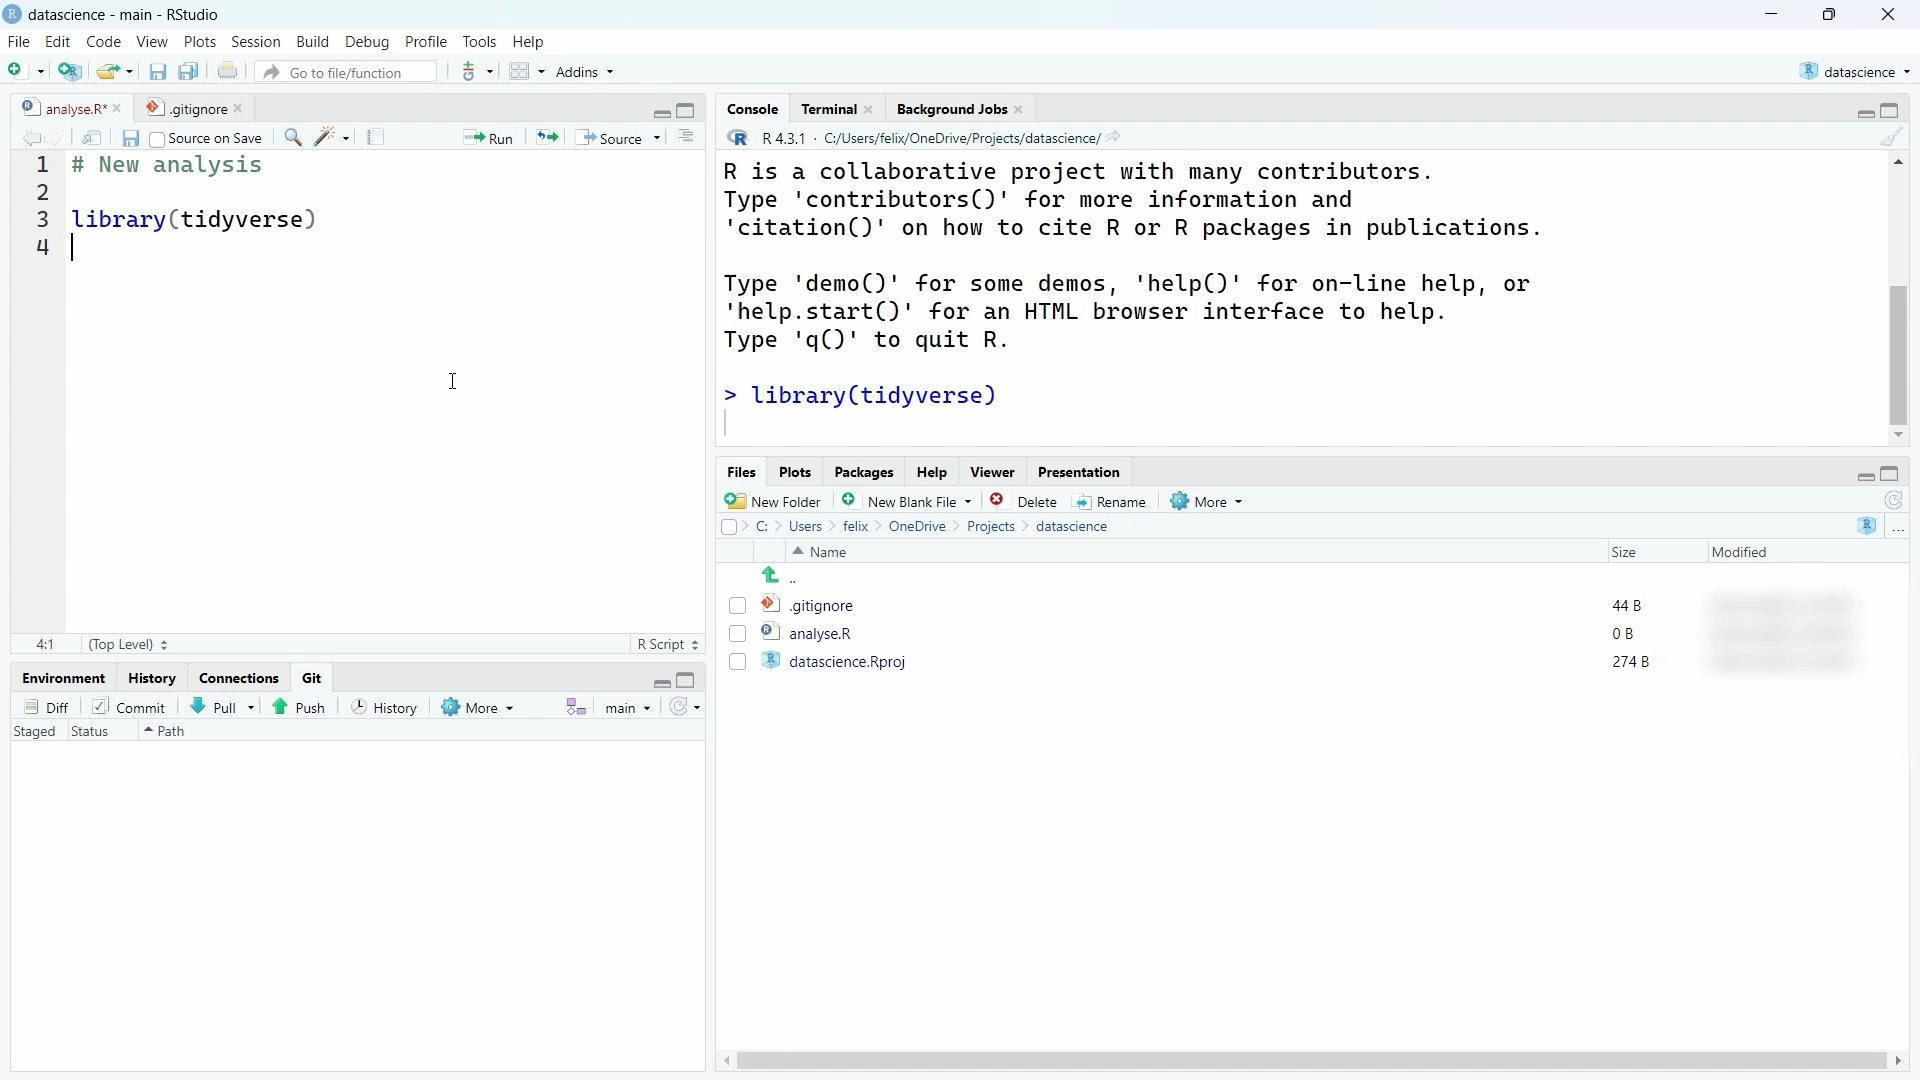 datascience - main - RStudio
File Edit Code View Plots Session Build Debug Profile Tools Help
Go to file/function Addins datascience
analyse.R* .gitignore
Source on Save Run Source
1 # New analysis
2
3 library(tidyverse)
4
4:1 (Top Level) R Script
Environment History Connections Git
Diff Commit Pull Push History More main
Staged Status Path
Console Terminal Background Jobs
R 4.3.1 · C:/Users/felix/OneDrive/Projects/datascience/
R is a collaborative project with many contributors.
Type 'contributors()' for more information and
'citation()' on how to cite R or R packages in publications.
Type 'demo()' for some demos, 'help()' for on-line help, or
'help.start()' for an HTML browser interface to help.
Type 'q()' to quit R.
> library(tidyverse)
Files Plots Packages Help Viewer Presentation
New Folder New Blank File Delete Rename More
C: Users felix OneDrive Projects datascience ...
Name Size Modified
..
.gitignore 44 B
analyse.R 0 B
datascience.Rproj 274 B